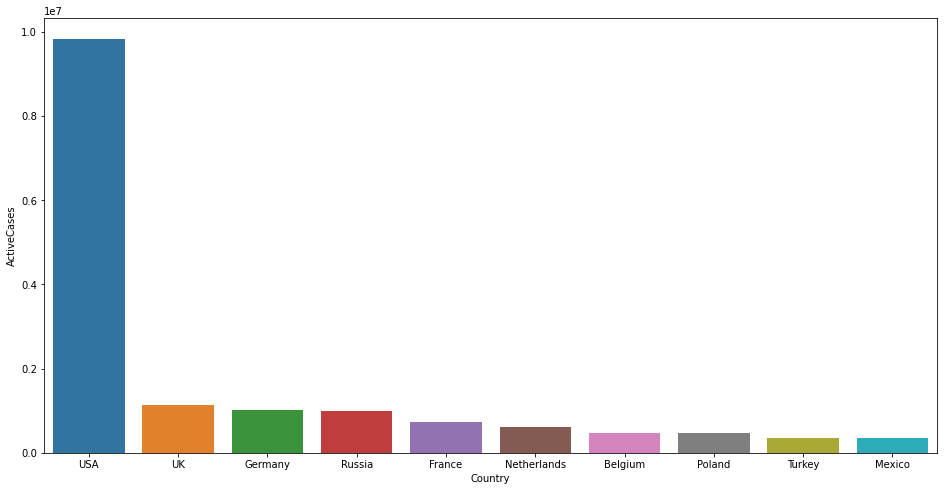 1e7
1.0
0.8
0.6
0.4
0.2
0.0
ActiveCases
USA UK Germany Russia France Netherlands Belgium Poland Turkey Mexico
Country